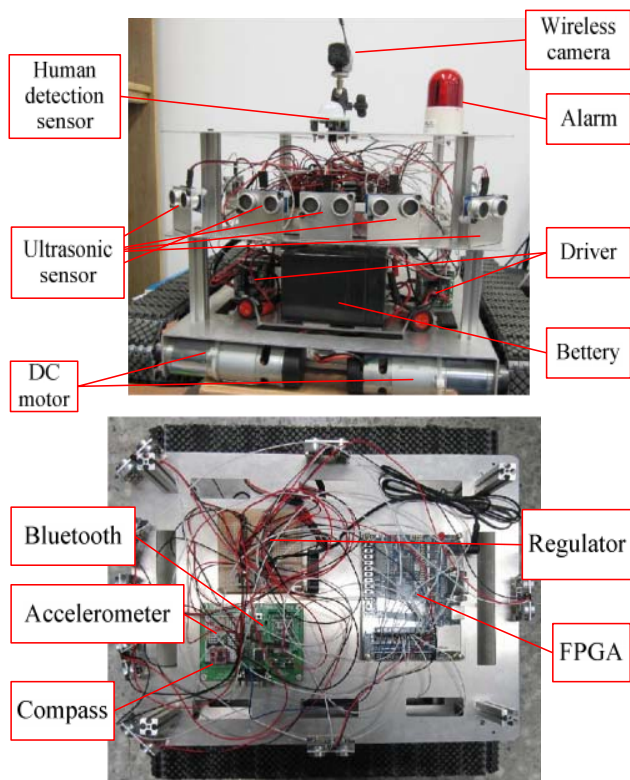 Wireless
camera
Human
detection
sensor
Alarm
Ultrasonic
sensor
Driver
Bettery
DC
motor
Bluetooth
Regulator
Accelerometer
FPGA
Compass